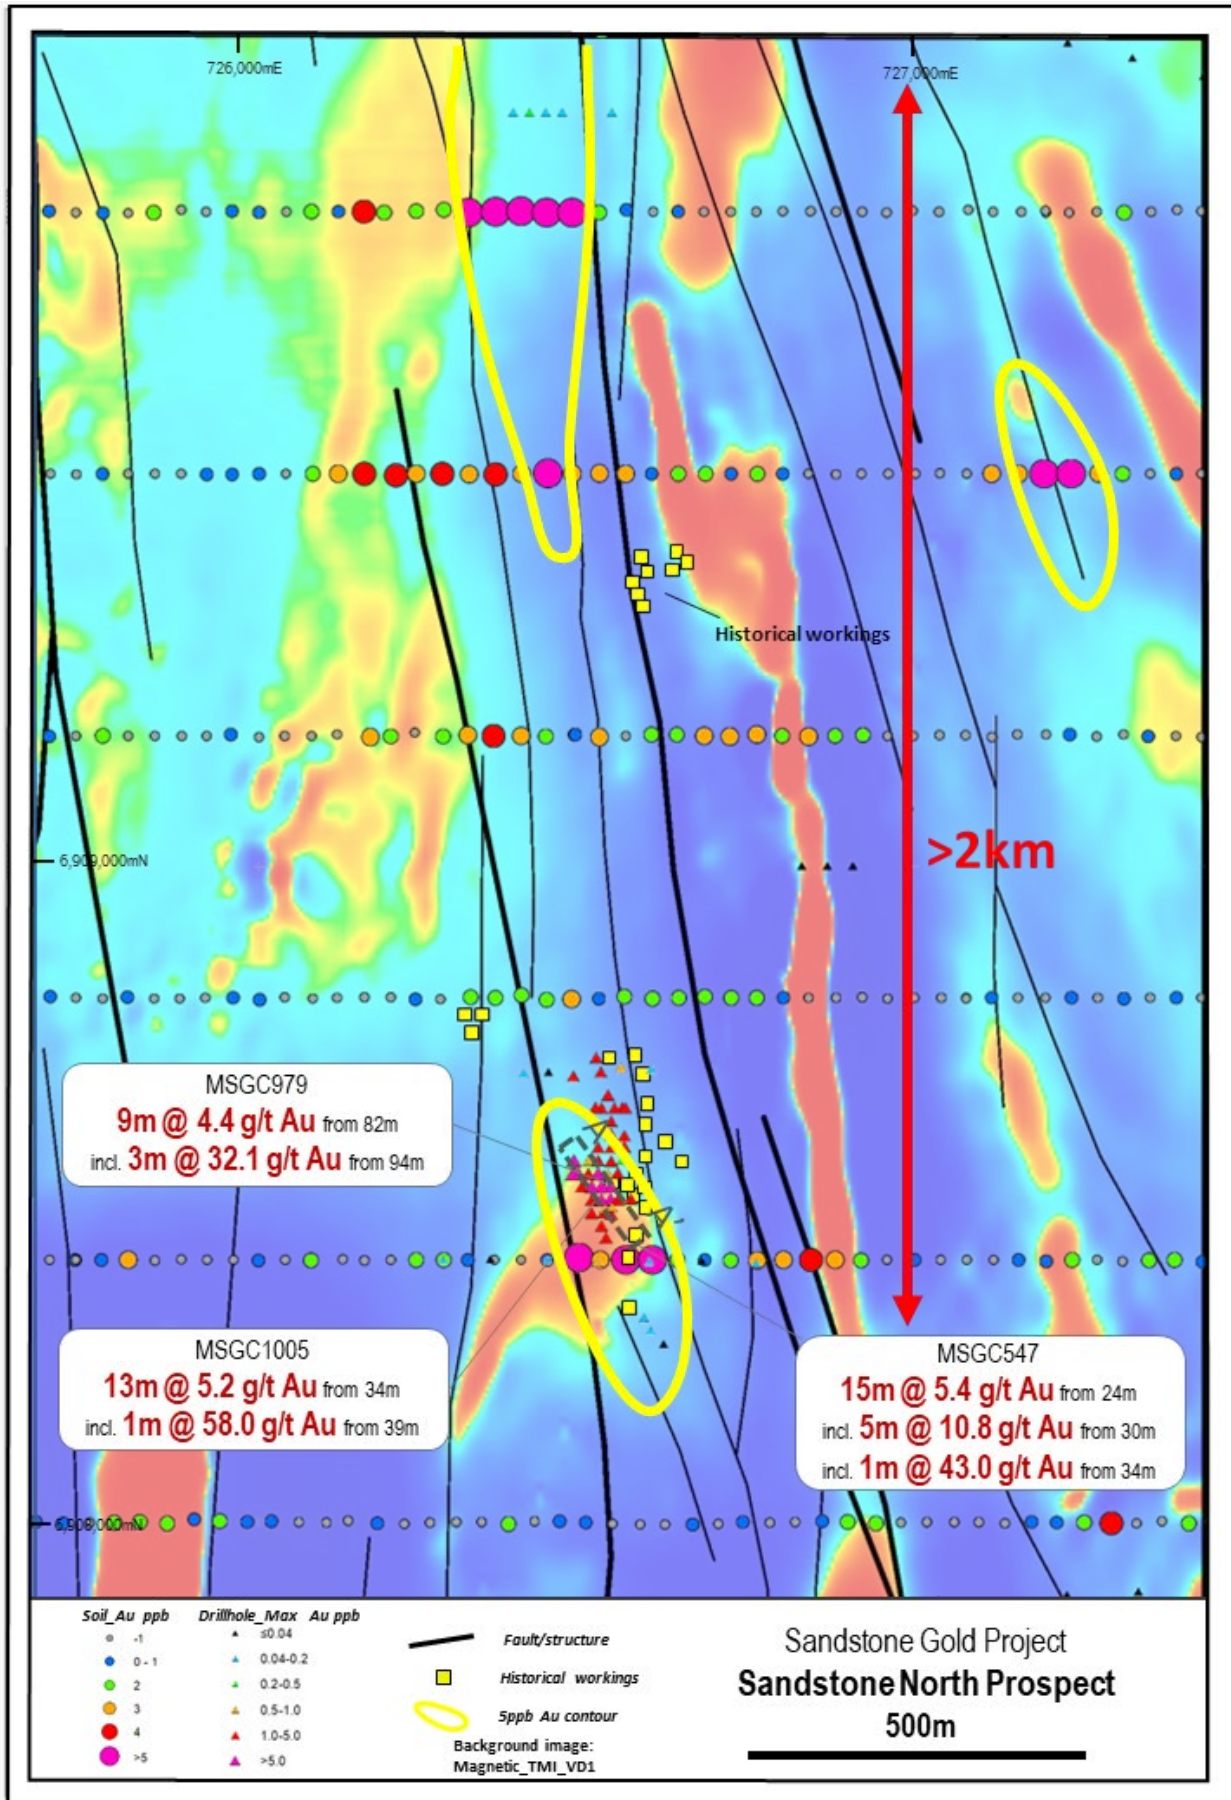 726,000mE
727,000mE
Historical workings
6,909,000mN
>2km
MSGC979
9m @ 4.4 g/t Au from 82m
incl. 3m @ 32.1 g/t Au from 94m
A
A'
MSGC1005
13m @ 5.2 g/t Au from 34m
incl. 1m @ 58.0 g/t Au from 39m
MSGC547
15m @ 5.4 g/t Au from 24m
incl. 5m @ 10.8 g/t Au from 30m
incl. 1m @ 43.0 g/t Au from 34m
6,908,000mN
Soil_Au ppb
-1
0 - 1
2
3
4
>5
Drillhole_Max Au ppb
≤0.04
0.04-0.2
0.2-0.5
0.5-1.0
1.0-5.0
>5.0
Fault/structure
Historical workings
5ppb Au contour
Background image:
Magnetic_TMI_VD1
Sandstone Gold Project
Sandstone North Prospect
500m